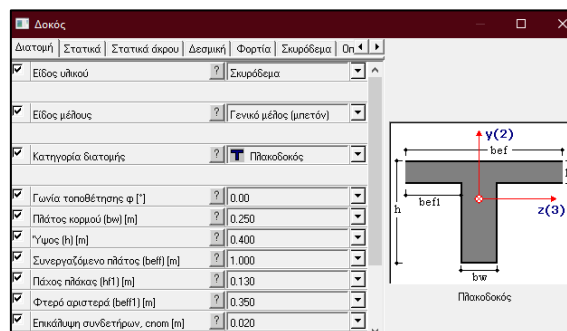 Δοκός
Διατομή Στατικά Στατικά άκρου Δεσμική Φορτία Σκυρόδεμα Οπ
Είδος υλικού ? Σκυρόδεμα
Είδος μέλους ? Γενικό μέλος (μπετόν)
Κατηγορία διατομής ? Πλακοδοκός
Γωνία τοποθέτησης φ [°] ? 0.00
Πλάτος κορμού (bw) [m] ? 0.250
Ύψος (h) [m] ? 0.400
Συνεργαζόμενο πλάτος (beff) [m] ? 1.000
Πάχος πλάκας (hf1) [m] ? 0.130
Φτερό αριστερά (beff1) [m] ? 0.350
Επικάλυψη συνδετήρων, cnom [m] ? 0.020
y(2)
bef
h
bef1
z(3)
bw
Πλακοδοκός